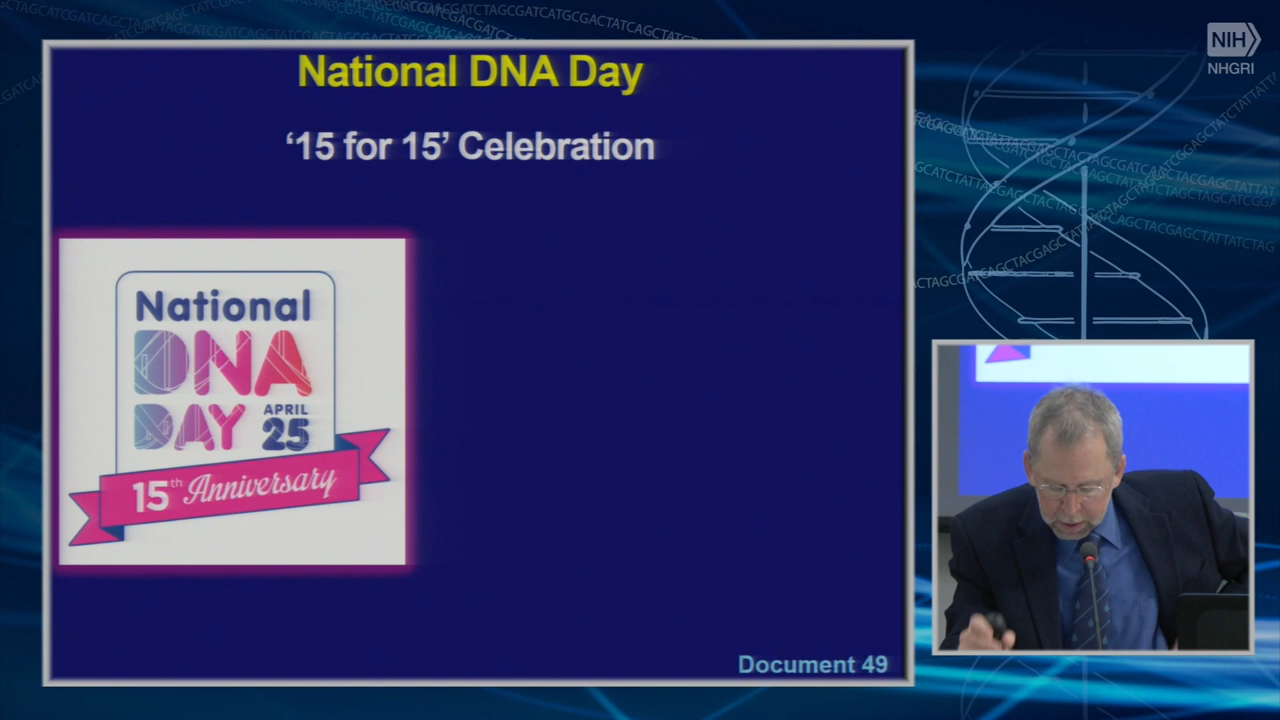 National DNA Day
‘15 for 15’ Celebration
National
DNA
DAY APRIL 25
15th Anniversary
Document 49
NIH
NHGRI